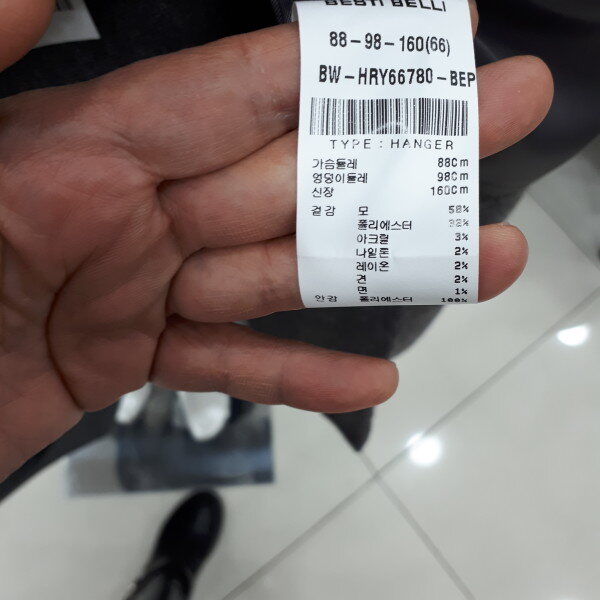 BESTI BELLI
88-98-160(66)
BW-HRY66780-BEP
TYPE : HANGER
가슴둘레 88Cm
엉덩이둘레 98Cm
신장 160Cm
겉감 모 58%
폴리에스터 32%
아크릴 3%
나일론 2%
레이온 2%
견 2%
면 1%
안감 폴리에스터 100%